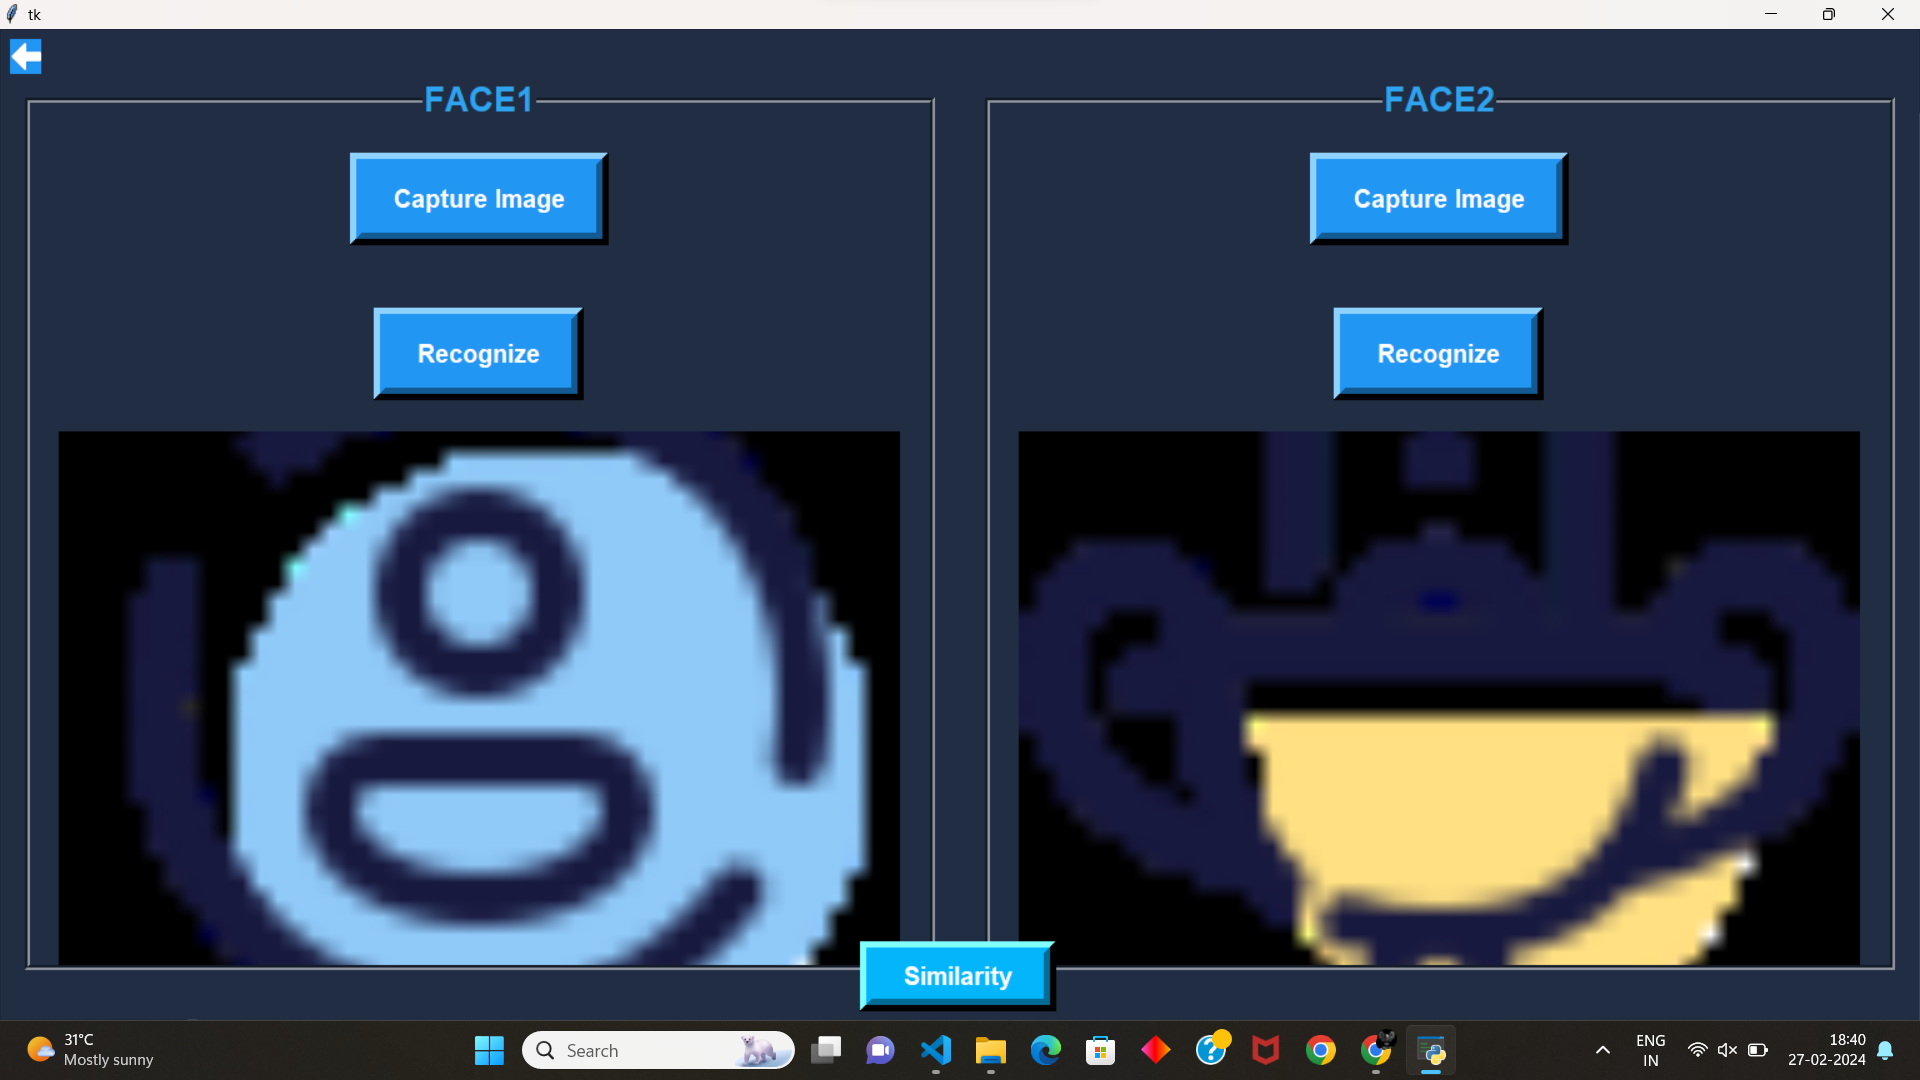 tk
FACE1
FACE2
Capture Image
Capture Image
Recognize
Recognize
Similarity
31°C
Mostly sunny
Search
ENG
IN
18:40
27-02-2024